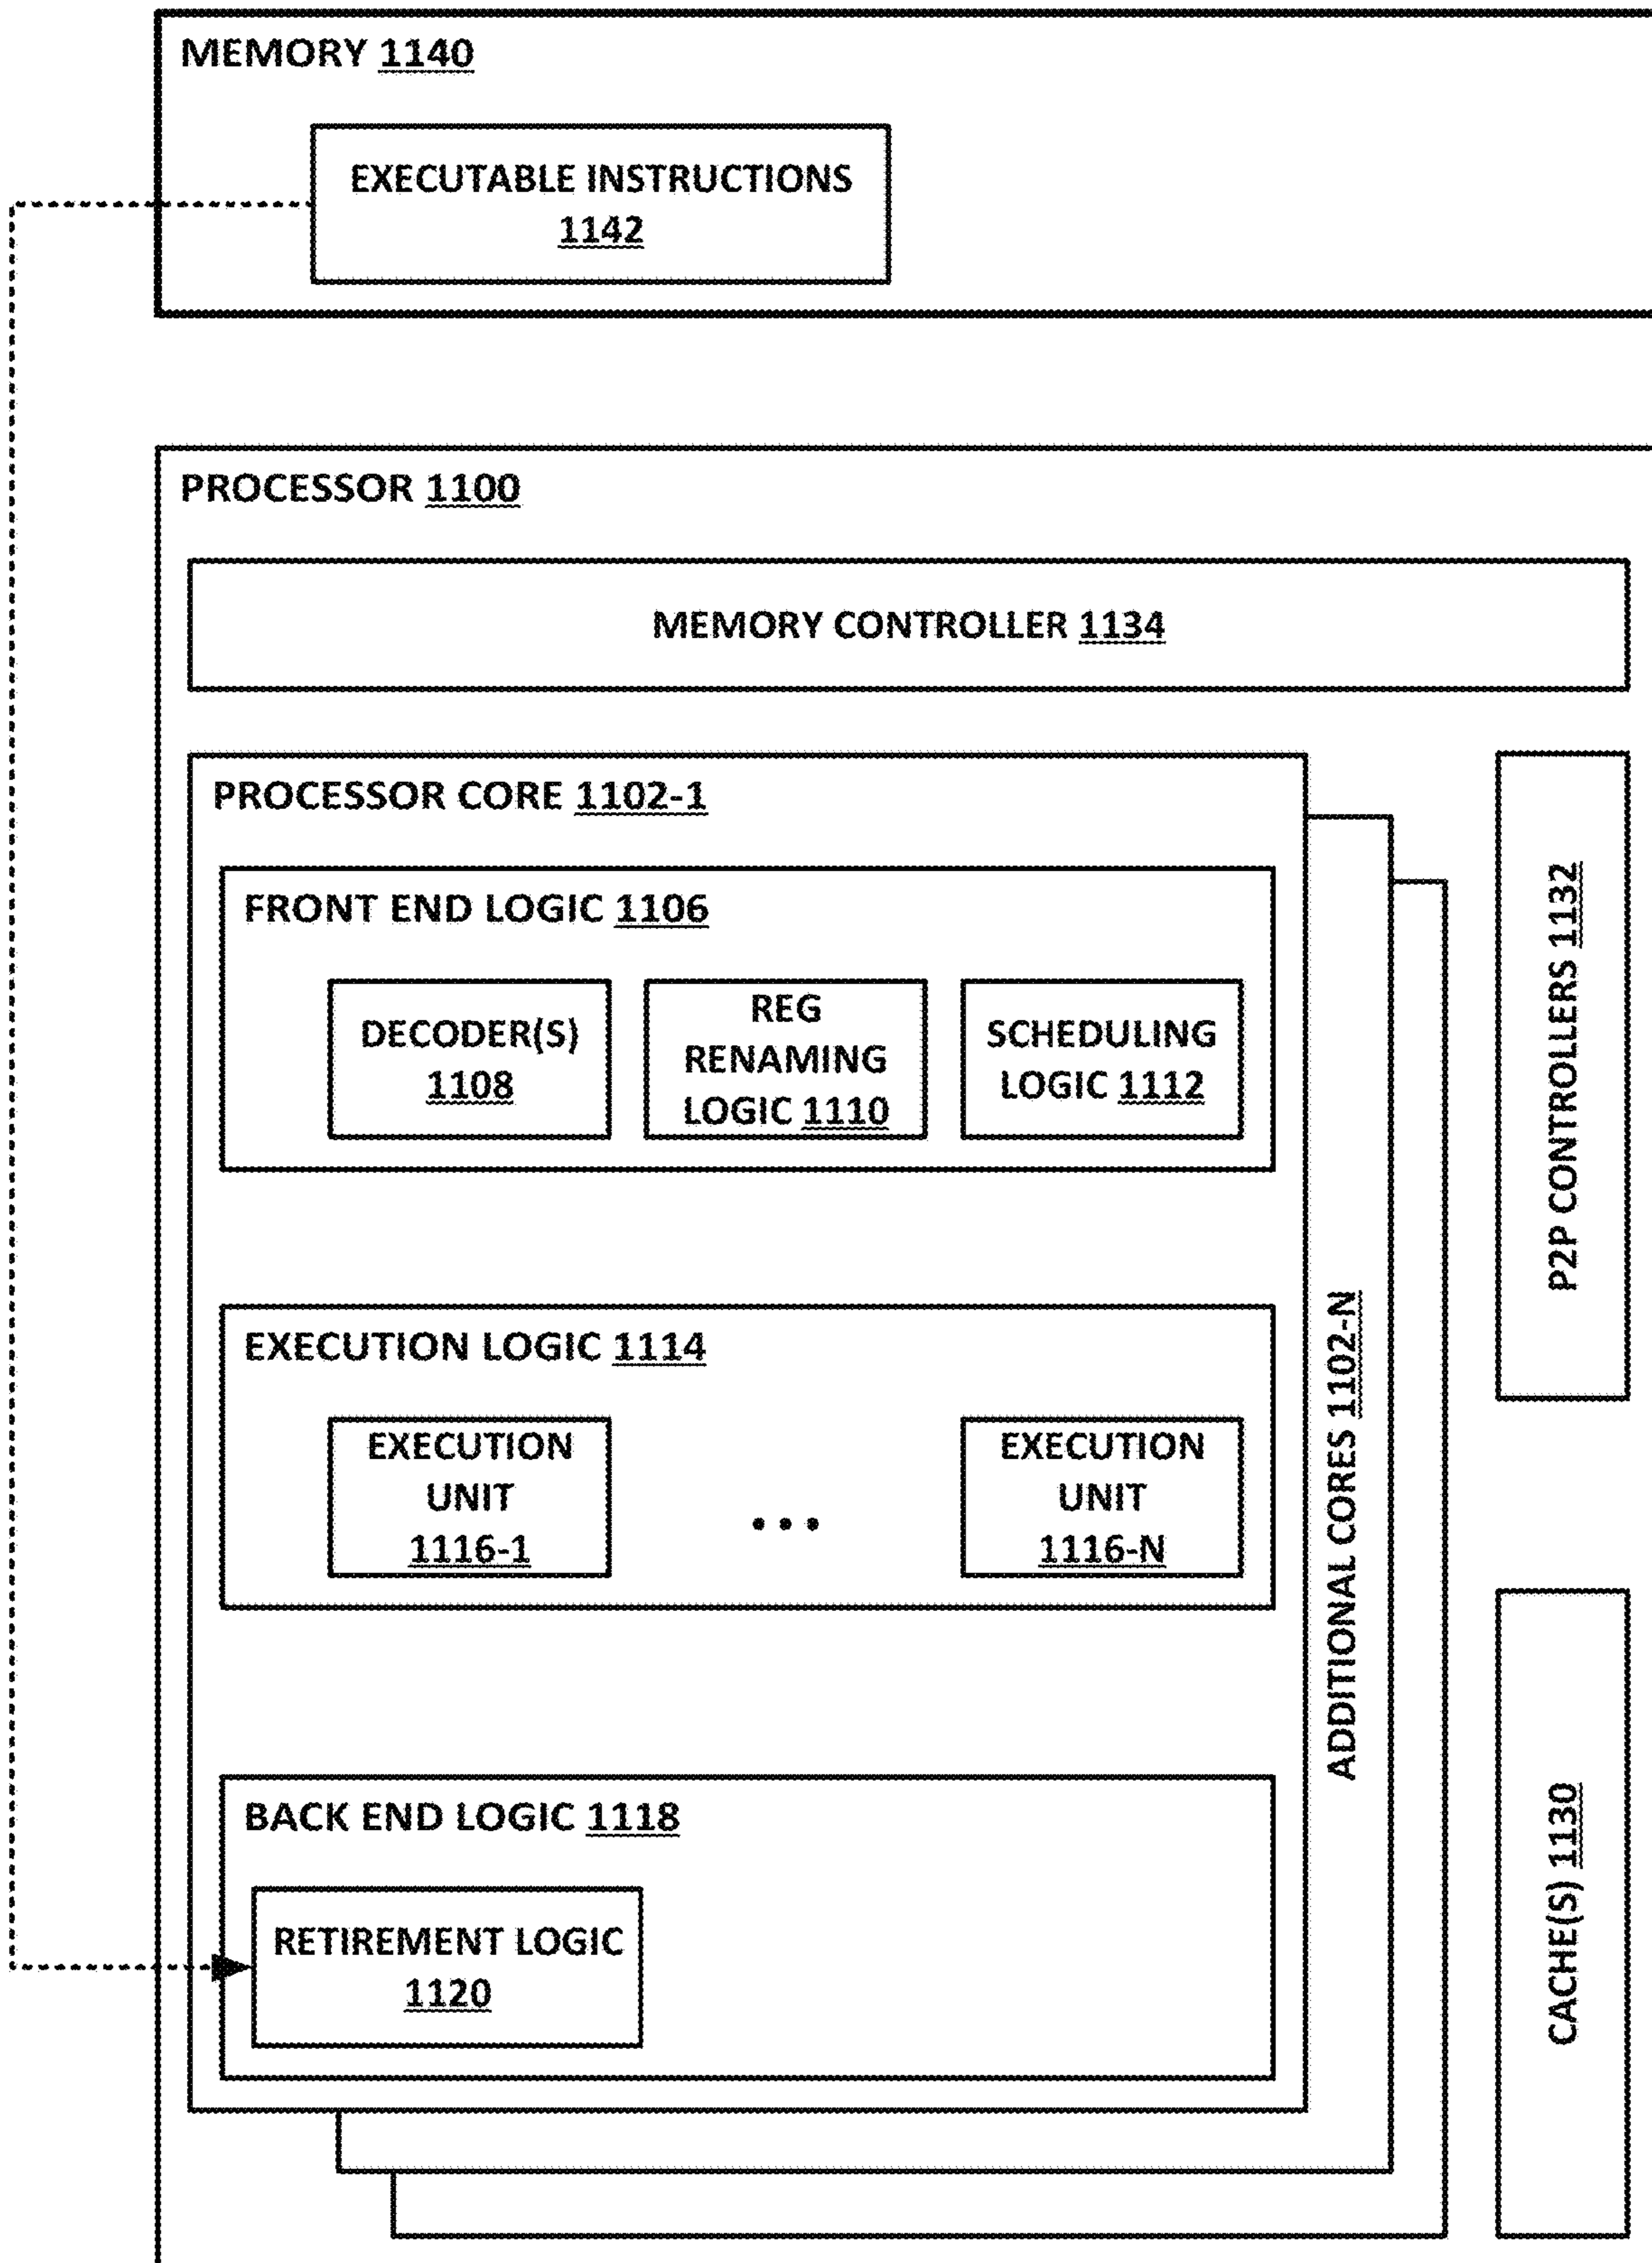 MEMORY 1140
EXECUTABLE INSTRUCTIONS
1142
PROCESSOR 1100
MEMORY CONTROLLER 1134
PROCESSOR CORE 1102-1
FRONT END LOGIC 1106
DECODER(S)
1108
REG
RENAMING
LOGIC 1110
SCHEDULING
LOGIC 1112
EXECUTION LOGIC 1114
EXECUTION
UNIT
1116-1
...
EXECUTION
UNIT
1116-N
BACK END LOGIC 1118
RETIREMENT LOGIC
1120
ADDITIONAL CORES 1102-N
P2P CONTROLLERS 1132
CACHE(S) 1130